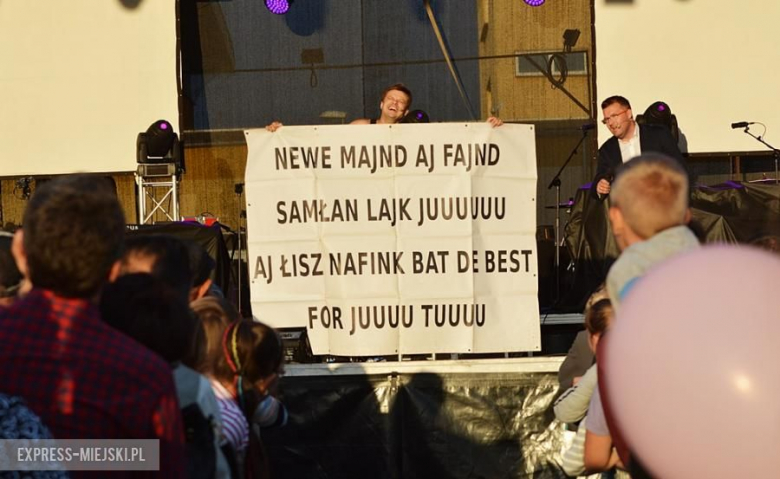 NEWE MAJND AJ FAJND
SAMŁAN LAJK JUUUUUU
AJ ŁISZ NAFINK BAT DE BEST
FOR JUUUU TUUUU
EXPRESS-MIEJSKI.PL